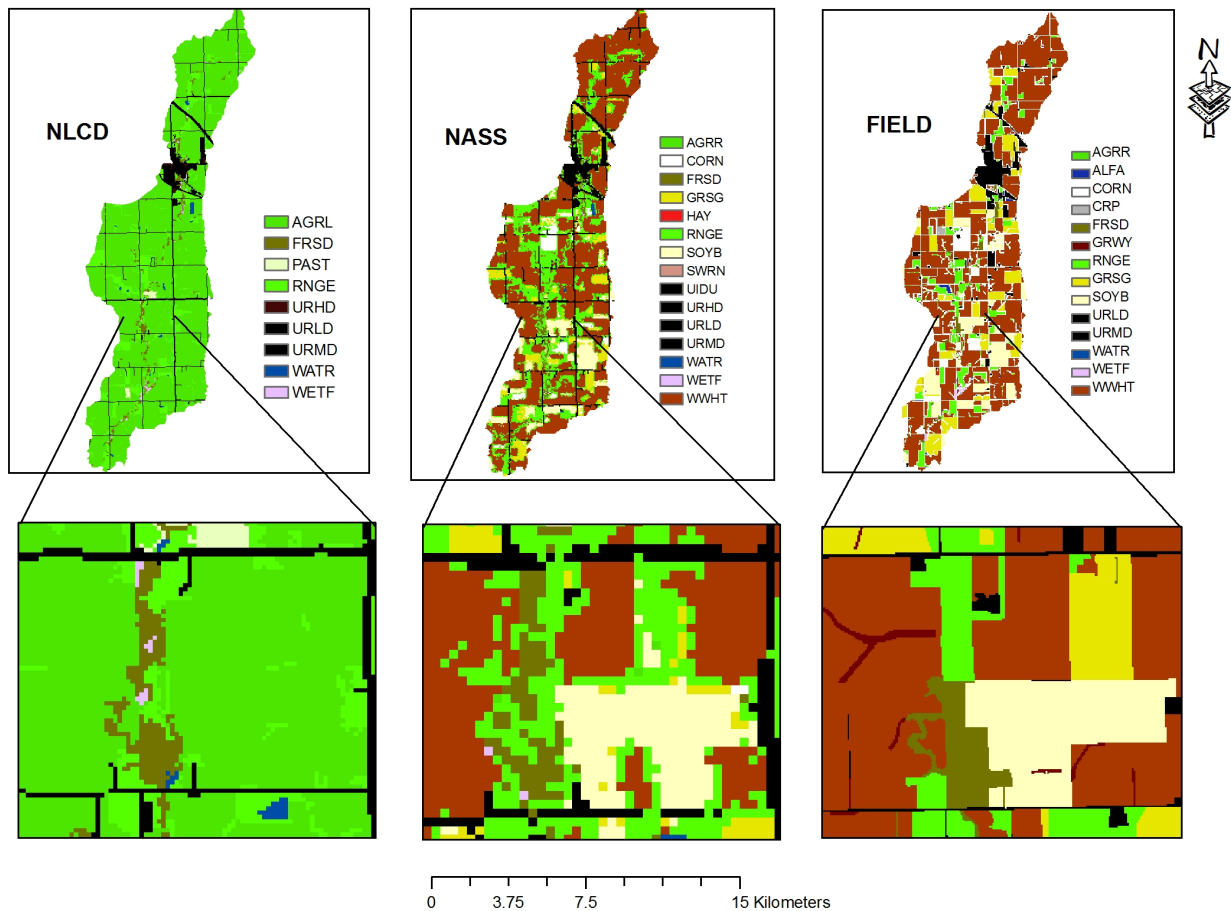 N
NLCD
AGRL
FRSD
PAST
RNGE
URHD
URLD
URMD
WATR
WETF
NASS
AGRR
CORN
FRSD
GRSG
HAY
RNGE
SOYB
SWRN
UIDU
URHD
URLD
URMD
WATR
WETF
WWHT
FIELD
AGRR
ALFA
CORN
CRP
FRSD
GRWY
RNGE
GRSG
SOYB
URLD
URMD
WATR
WETF
WWHT
0 3.75 7.5 15 Kilometers